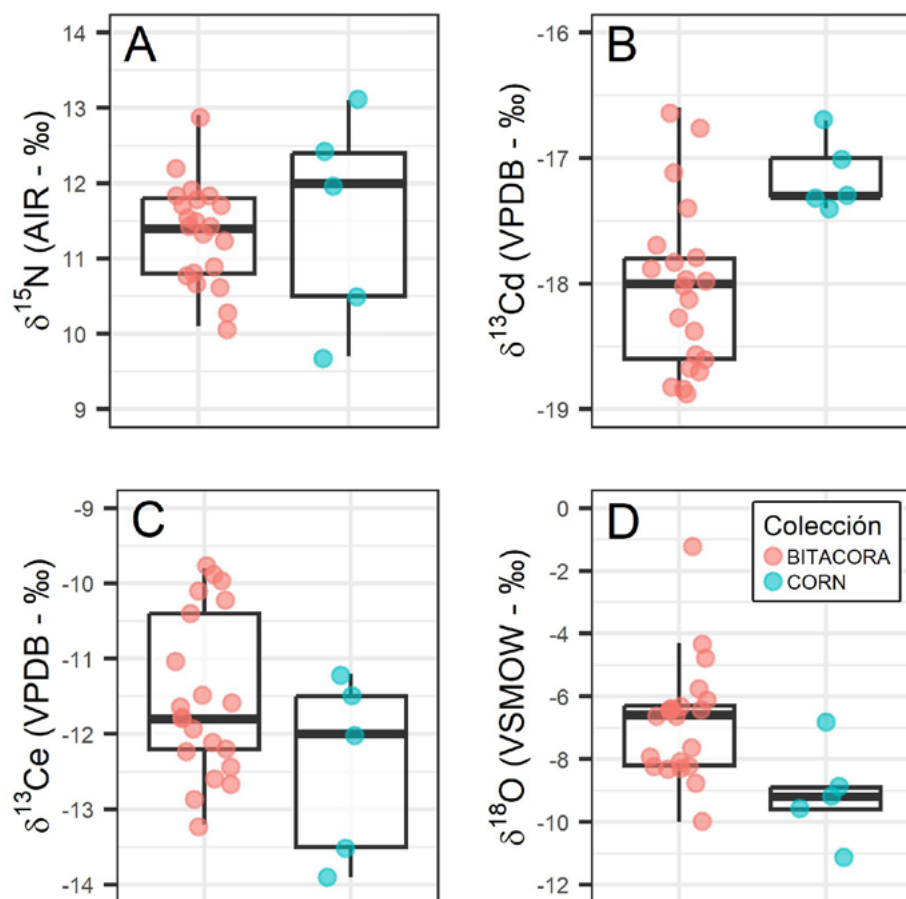 A
δ¹⁵N (AIR - ‰)
14
13
12
11
10
9
B
δ¹³Cd (VPDB - ‰)
-16
-17
-18
-19
C
δ¹³Ce (VPDB - ‰)
-9
-10
-11
-12
-13
-14
D
δ¹⁸O (VSMOW - ‰)
0
-2
-4
-6
-8
-10
-12
Colección
BITACORA
CORN